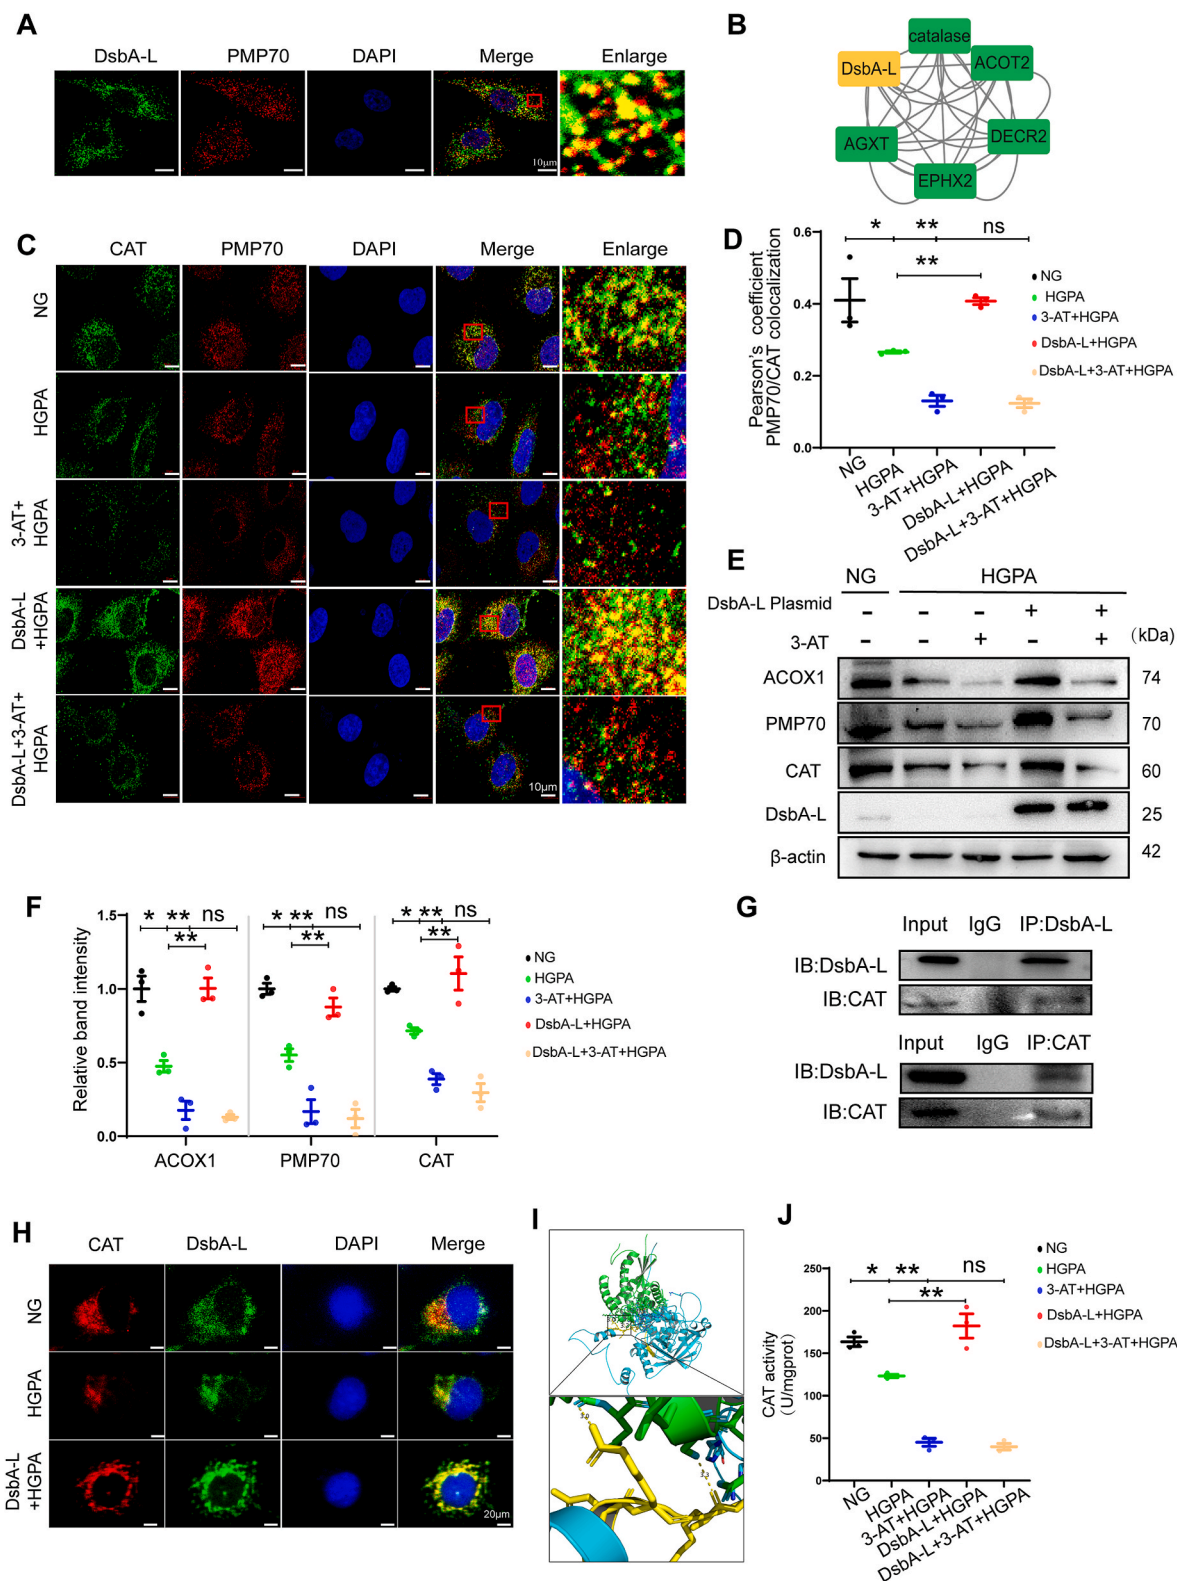 A
DsbA-L PMP70 DAPI Merge Enlarge
10μm
B
catalase
DsbA-L
ACOT2
AGXT
DECR2
EPHX2
C
CAT PMP70 DAPI Merge Enlarge
NG
HGPA
3-AT+
HGPA
DsbA-L
+HGPA
DsbA-L+3-AT+
HGPA
10μm
D
Pearson's coefficient
PMP70/CAT colocalization
0.6
0.4
0.2
0.0
* ** ns
**
NG
HGPA
3-AT+HGPA
DsbA-L+HGPA
DsbA-L+3-AT+HGPA
NG
HGPA
3-AT+HGPA
DsbA-L+HGPA
DsbA-L+3-AT+HGPA
E
NG HGPA
DsbA-L Plasmid - - - + +
3-AT - - + - + (kDa)
ACOX1 74
PMP70 70
CAT 60
DsbA-L 25
β-actin 42
F
Relative band intensity
1.5
1.0
0.5
0.0
* ** ns
**
* ** ns
**
* ** ns
**
ACOX1 PMP70 CAT
NG
HGPA
3-AT+HGPA
DsbA-L+HGPA
DsbA-L+3-AT+HGPA
G
Input IgG IP:DsbA-L
IB:DsbA-L
IB:CAT
Input IgG IP:CAT
IB:DsbA-L
IB:CAT
H
CAT DsbA-L DAPI Merge
NG
HGPA
DsbA-L
+HGPA
20μm
I
3.0
3.3
J
CAT activity
(U/mgprot)
250
200
150
100
50
0
* ** ns
**
NG
HGPA
3-AT+HGPA
DsbA-L+HGPA
DsbA-L+3-AT+HGPA
NG
HGPA
3-AT+HGPA
DsbA-L+HGPA
DsbA-L+3-AT+HGPA